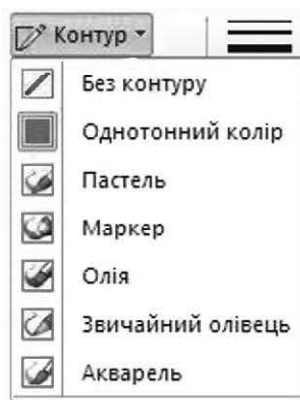 Контур
Без контуру
Однотонний колір
Пастель
Маркер
Олія
Звичайний олівець
Акварель